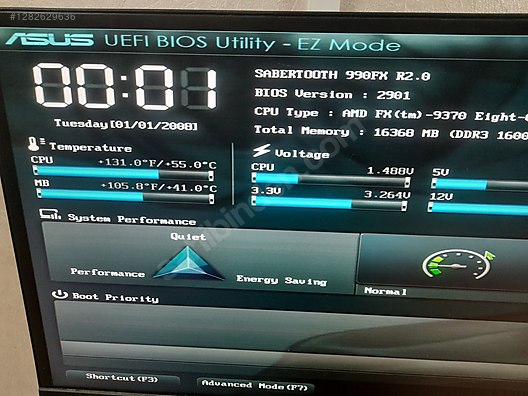 #1282629636
ASUS UEFI BIOS Utility - EZ Mode
00:01
Tuesday[01/01/2008]
SABERTOOTH 990FX R2.0
BIOS Version : 2901
CPU Type : AMD FX(tm)-9370 Eight-
Total Memory : 16368 MB (DDR3 1600
Temperature
CPU +131.0°F/+55.0°C
MB +105.8°F/+41.0°C
Voltage
CPU 1.488V 5V
3.3V 3.264V 12V
System Performance
Quiet
Performance
Energy Saving
Normal
Boot Priority
Shortcut(F3)
Advanced Mode(F7)